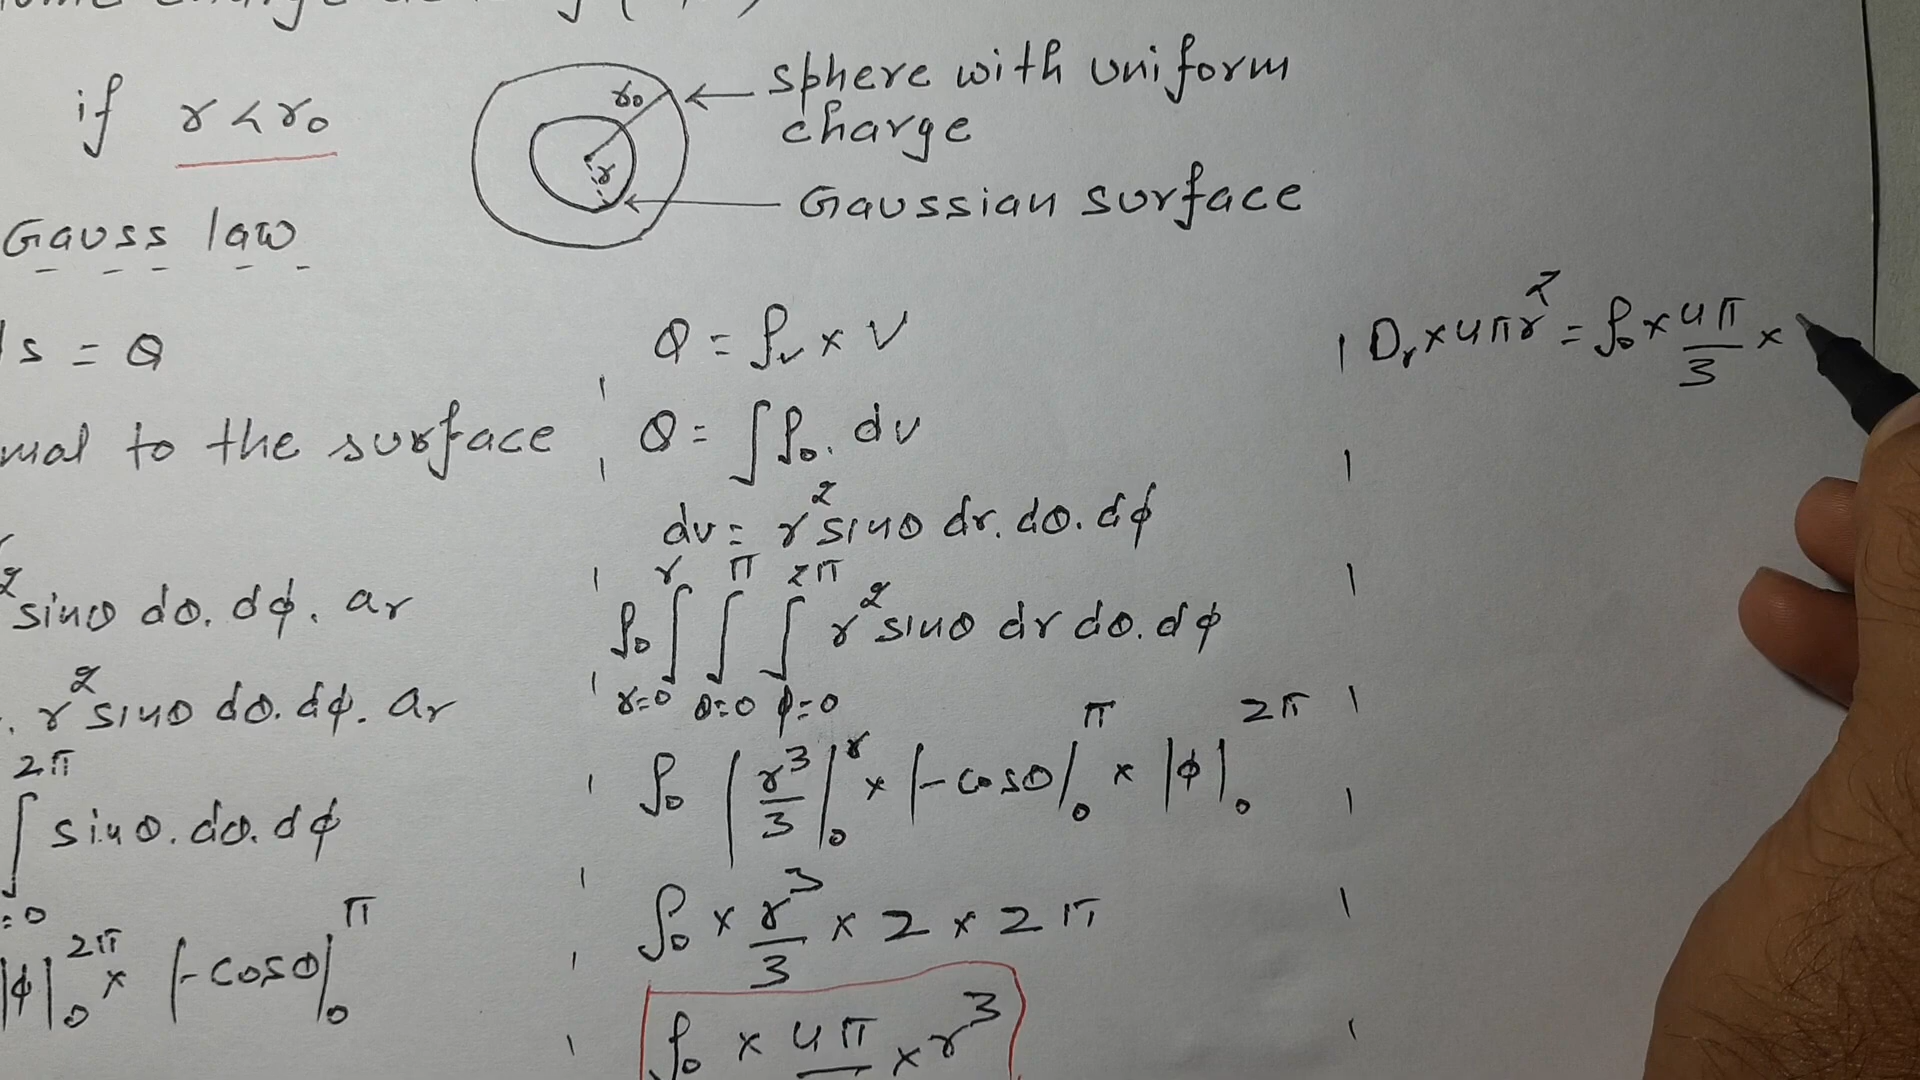 if r < r₀
r₀
r
← sphere with uniform
charge
← Gaussian surface
Gauss law
s = Q
to the surface
sinθ dθ. dϕ. ar
. r² sinθ dθ. dϕ. ar
2π
∫ sinθ. dθ. dϕ
=0
|ϕ|₀^2π × |-cosθ|₀^π
Q = ρᵥ × V
Q = ∫ρ₀. dv
dv = r² sinθ dr. dθ. dϕ
ρ₀ ∫_{r=0}^{r} ∫_{θ=0}^{π} ∫_{ϕ=0}^{2π} r² sinθ dr dθ. dϕ
ρ₀ |r³/3|₀^r × |-cosθ|₀^π × |ϕ|₀^2π
ρ₀ × r³/3 × 2 × 2π
ρ₀ × 4π × r³
Dᵣ × 4πr² = ρ₀ × 4π/3 ×